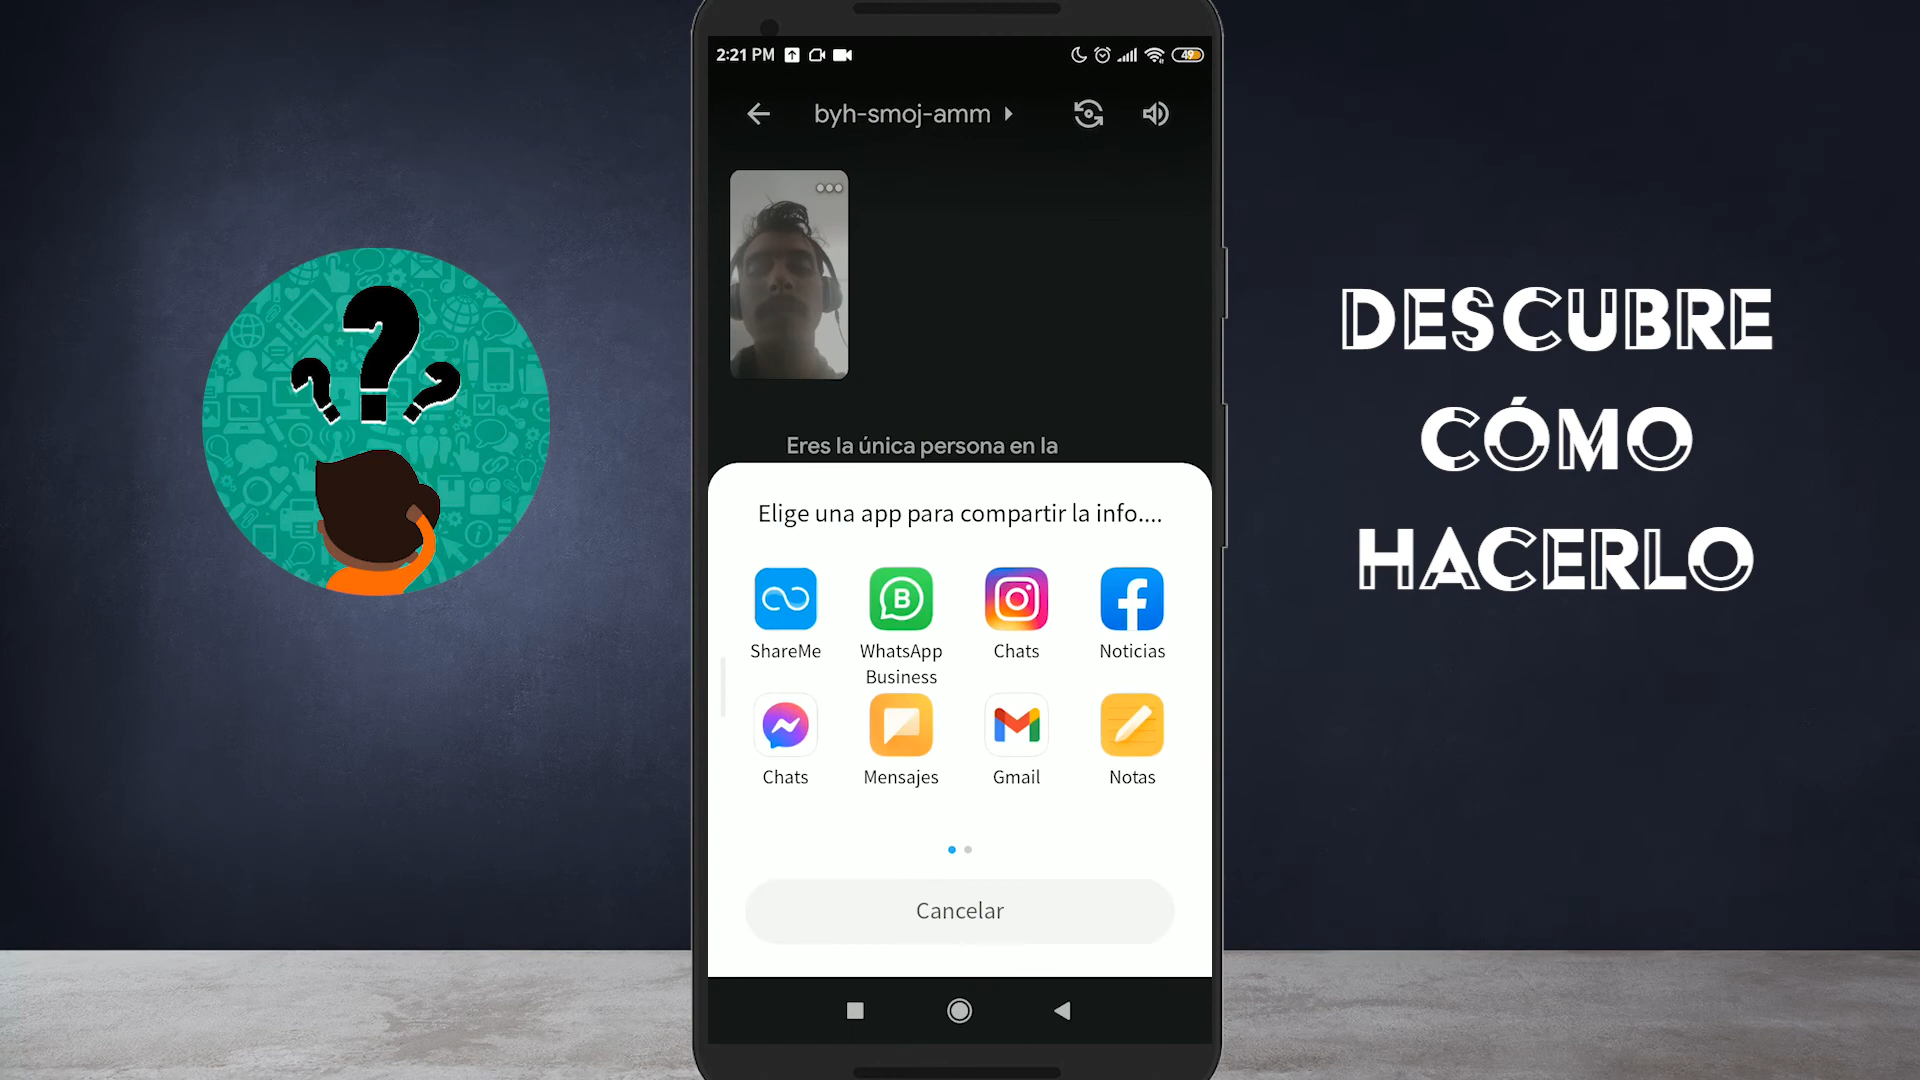 2:21 PM
49
byh-smoj-amm
Eres la única persona en la
Elige una app para compartir la info....
ShareMe
WhatsApp
Business
Chats
Noticias
Chats
Mensajes
Gmail
Notas
Cancelar
DESCUBRE
CÓMO
HACERLO